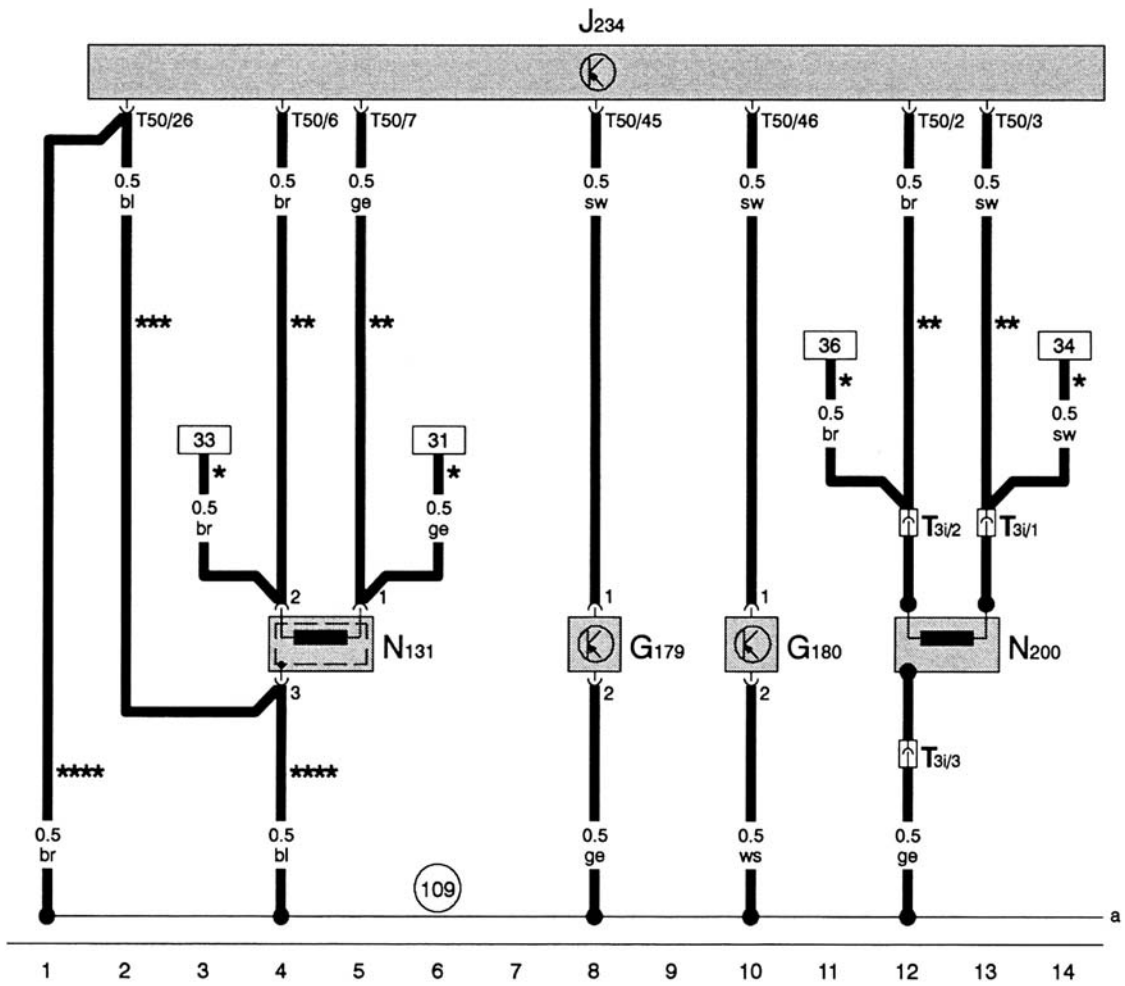 J234
T50/26 T50/6 T50/7 T50/45 T50/46 T50/2 T50/3
0.5 0.5 0.5 0.5 0.5 0.5 0.5
bl br ge sw sw br sw
*** ** ** ** **
36 34
* *
0.5 0.5
br sw
33 31
* *
0.5 0.5
br ge
T3i/2 T3i/1
2 1 1 1
N131 G179 G180 N200
3 2 2
T3i/3
**** ****
0.5 0.5 0.5 0.5 0.5
br bl ge ws ge
109
a
1 2 3 4 5 6 7 8 9 10 11 12 13 14